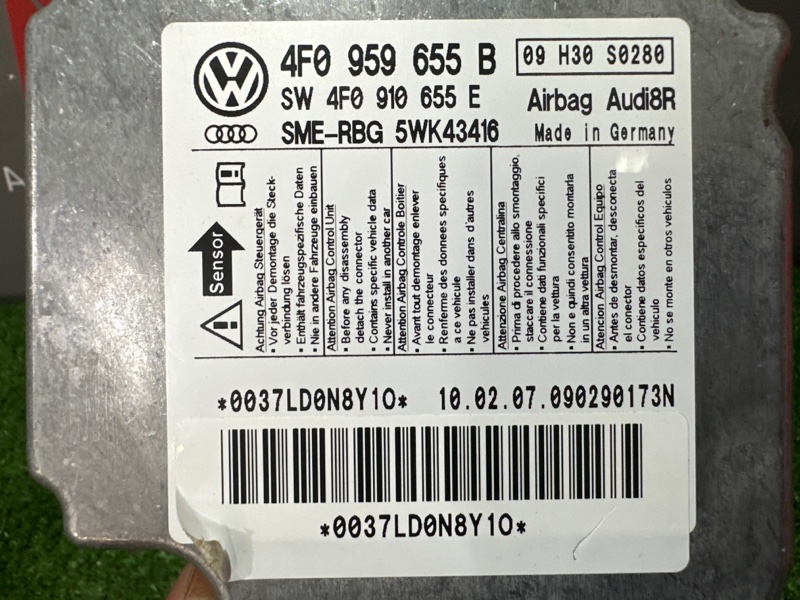 4F0 959 655 B
09 H30 S0280
SW 4F0 910 655 E
Airbag Audi8R
SME-RBG 5WK43416
Made in Germany
Sensor
Achtung Airbag Steuergerät
• Vor jeder Demontage die Steck-
verbindung lösen
• Enthält fahrzeugspezifische Daten
• Nie in andere Fahrzeuge einbauen
Attention Airbag Control Unit
• Before any disassembly
detach the connector
• Contains specific vehicle data
• Never install in another car
Attention Airbag Controle Boitier
• Avant tout demontage enlever
le connecteur
• Renferme des donnees specifiques
a ce vehicule
• Ne pas installer dans d'autres
vehicules
Attenzione Airbag Centralina
• Prima di procedere allo smontaggio,
staccare il connessione
• Contiene dati funzionali specifici
per la vettura
• Non e quindi consentito montarla
in un altra vettura
Atencion Airbag Control Equipo
• Antes de desmontar, desconecta
el conector
• Contiene datos especificos del
vehiculo
• No se monte en otros vehiculos
*0037LD0N8Y1O*
10.02.07.090290173N
*0037LD0N8Y1O*